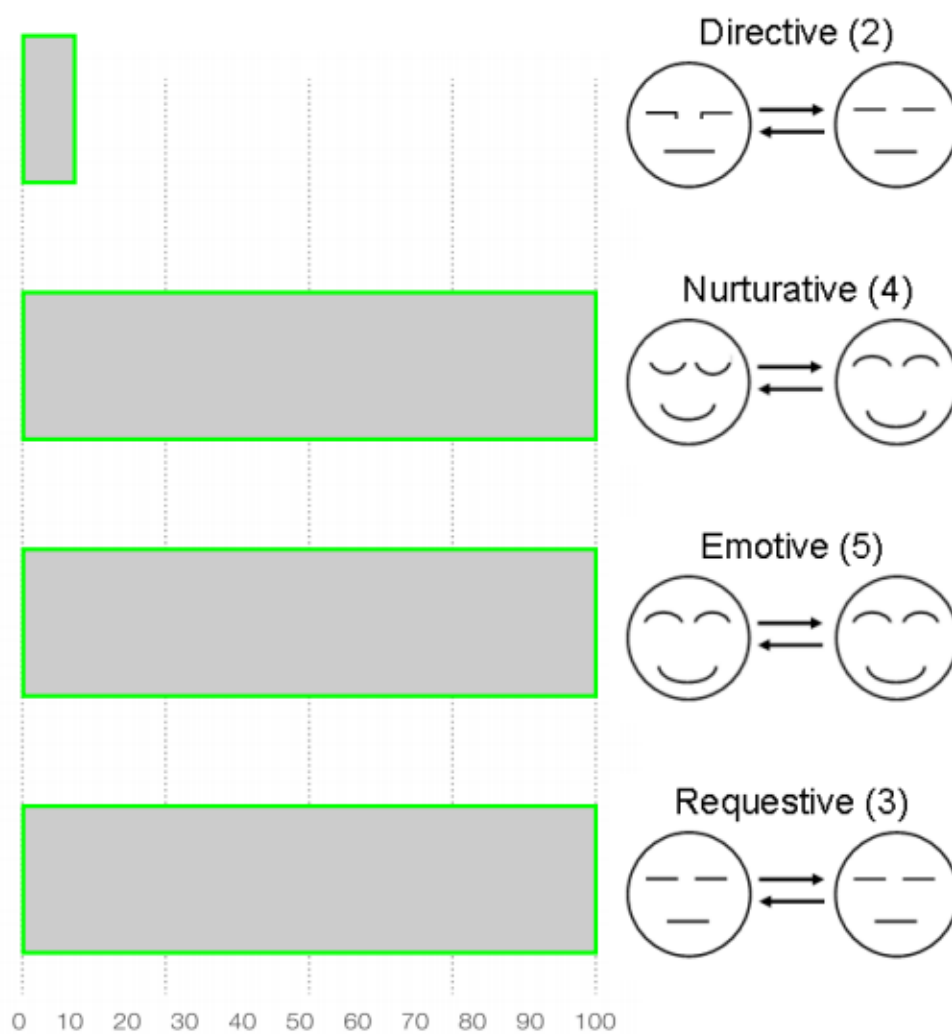 Directive (2)
Nurturative (4)
Emotive (5)
Requestive (3)
0 10 20 30 40 50 60 70 80 90 100